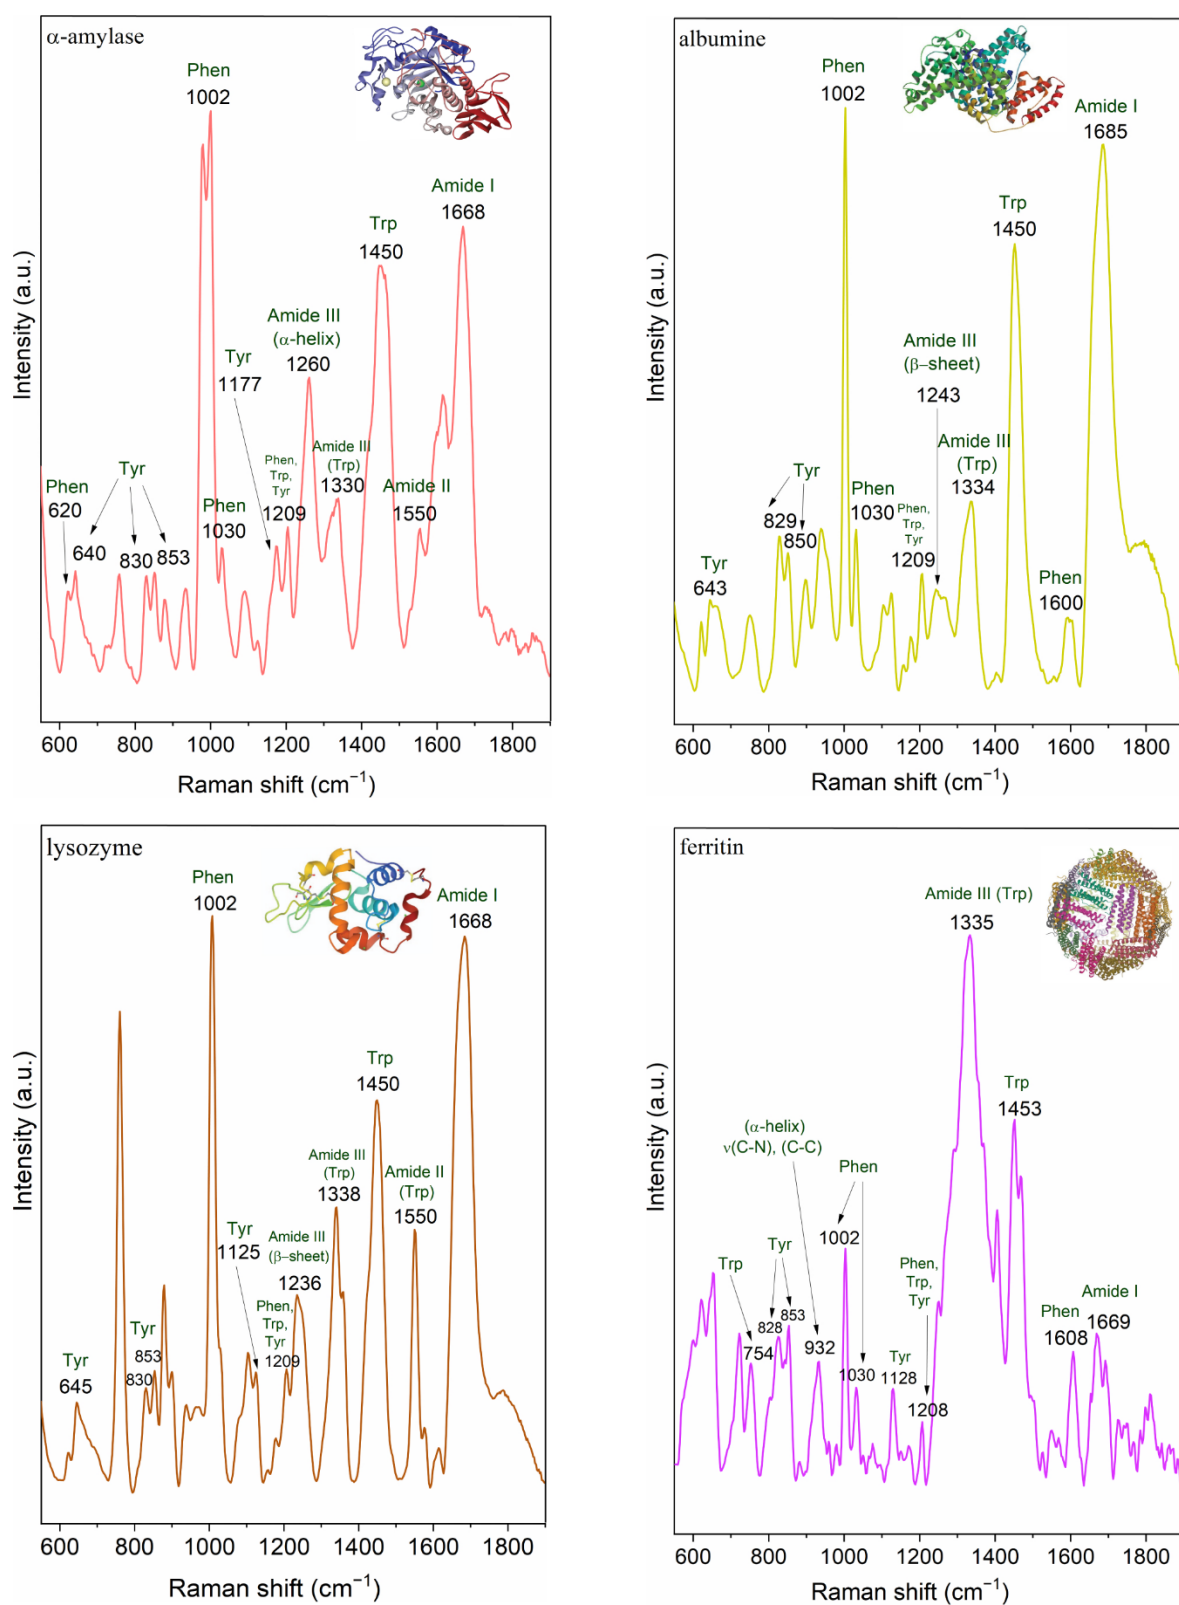 α-amylase
Phen
1002
Amide I
1668
Trp
1450
Amide III
(α-helix)
1260
Tyr
1177
Amide III
(Trp)
1330
Phen,
Trp,
Tyr
1209
Amide II
1550
Tyr
Phen
620
640
830
853
Phen
1030
Intensity (a.u.)
600 800 1000 1200 1400 1600 1800
Raman shift (cm⁻¹)
albumine
Phen
1002
Amide I
1685
Trp
1450
Amide III
(β–sheet)
1243
Amide III
(Trp)
1334
Tyr
829
850
Phen
1030
Phen,
Trp,
Tyr
1209
Tyr
643
Phen
1600
Intensity (a.u.)
600 800 1000 1200 1400 1600 1800
Raman shift (cm⁻¹)
lysozyme
Phen
1002
Amide I
1668
Trp
1450
Amide III
(Trp)
1338
Amide II
(Trp)
1550
Tyr
1125
Amide III
(β–sheet)
1236
Phen,
Trp,
Tyr
1209
Tyr
853
830
Tyr
645
Intensity (a.u.)
600 800 1000 1200 1400 1600 1800
Raman shift (cm⁻¹)
ferritin
Amide III (Trp)
1335
Trp
1453
(α-helix)
ν(C-N), (C-C)
Phen
1002
Tyr
Trp
828
853
754
932
1030
Phen,
Trp,
Tyr
Tyr
1128
1208
Phen
1608
Amide I
1669
Intensity (a.u.)
600 800 1000 1200 1400 1600 1800
Raman shift (cm⁻¹)